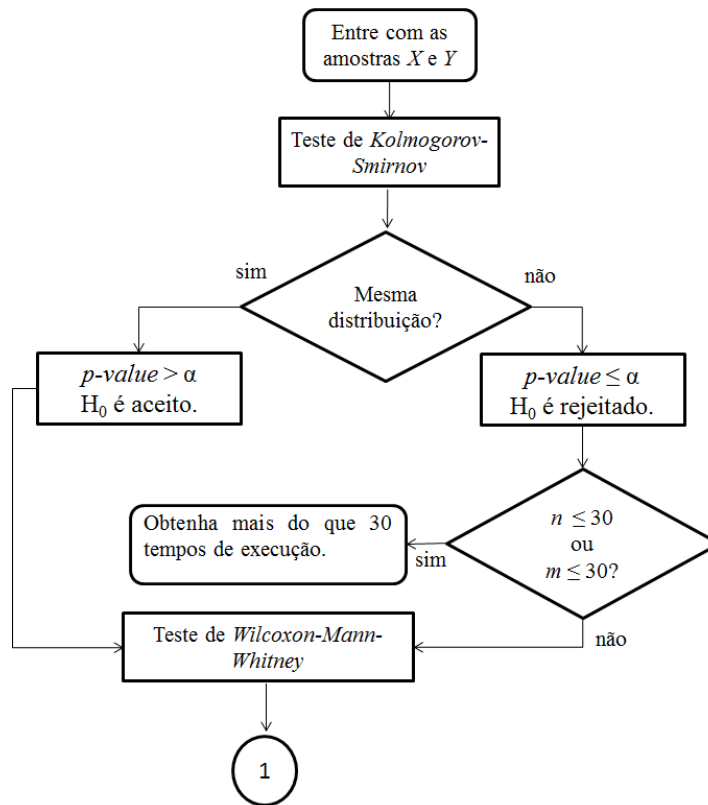 Entre com as
amostras X e Y
Teste de Kolmogorov-
Smirnov
sim
não
Mesma
distribuição?
p-value > α
H₀ é aceito.
p-value ≤ α
H₀ é rejeitado.
Obtenha mais do que 30
tempos de execução.
sim
n ≤ 30
ou
m ≤ 30?
não
Teste de Wilcoxon-Mann-
Whitney
1